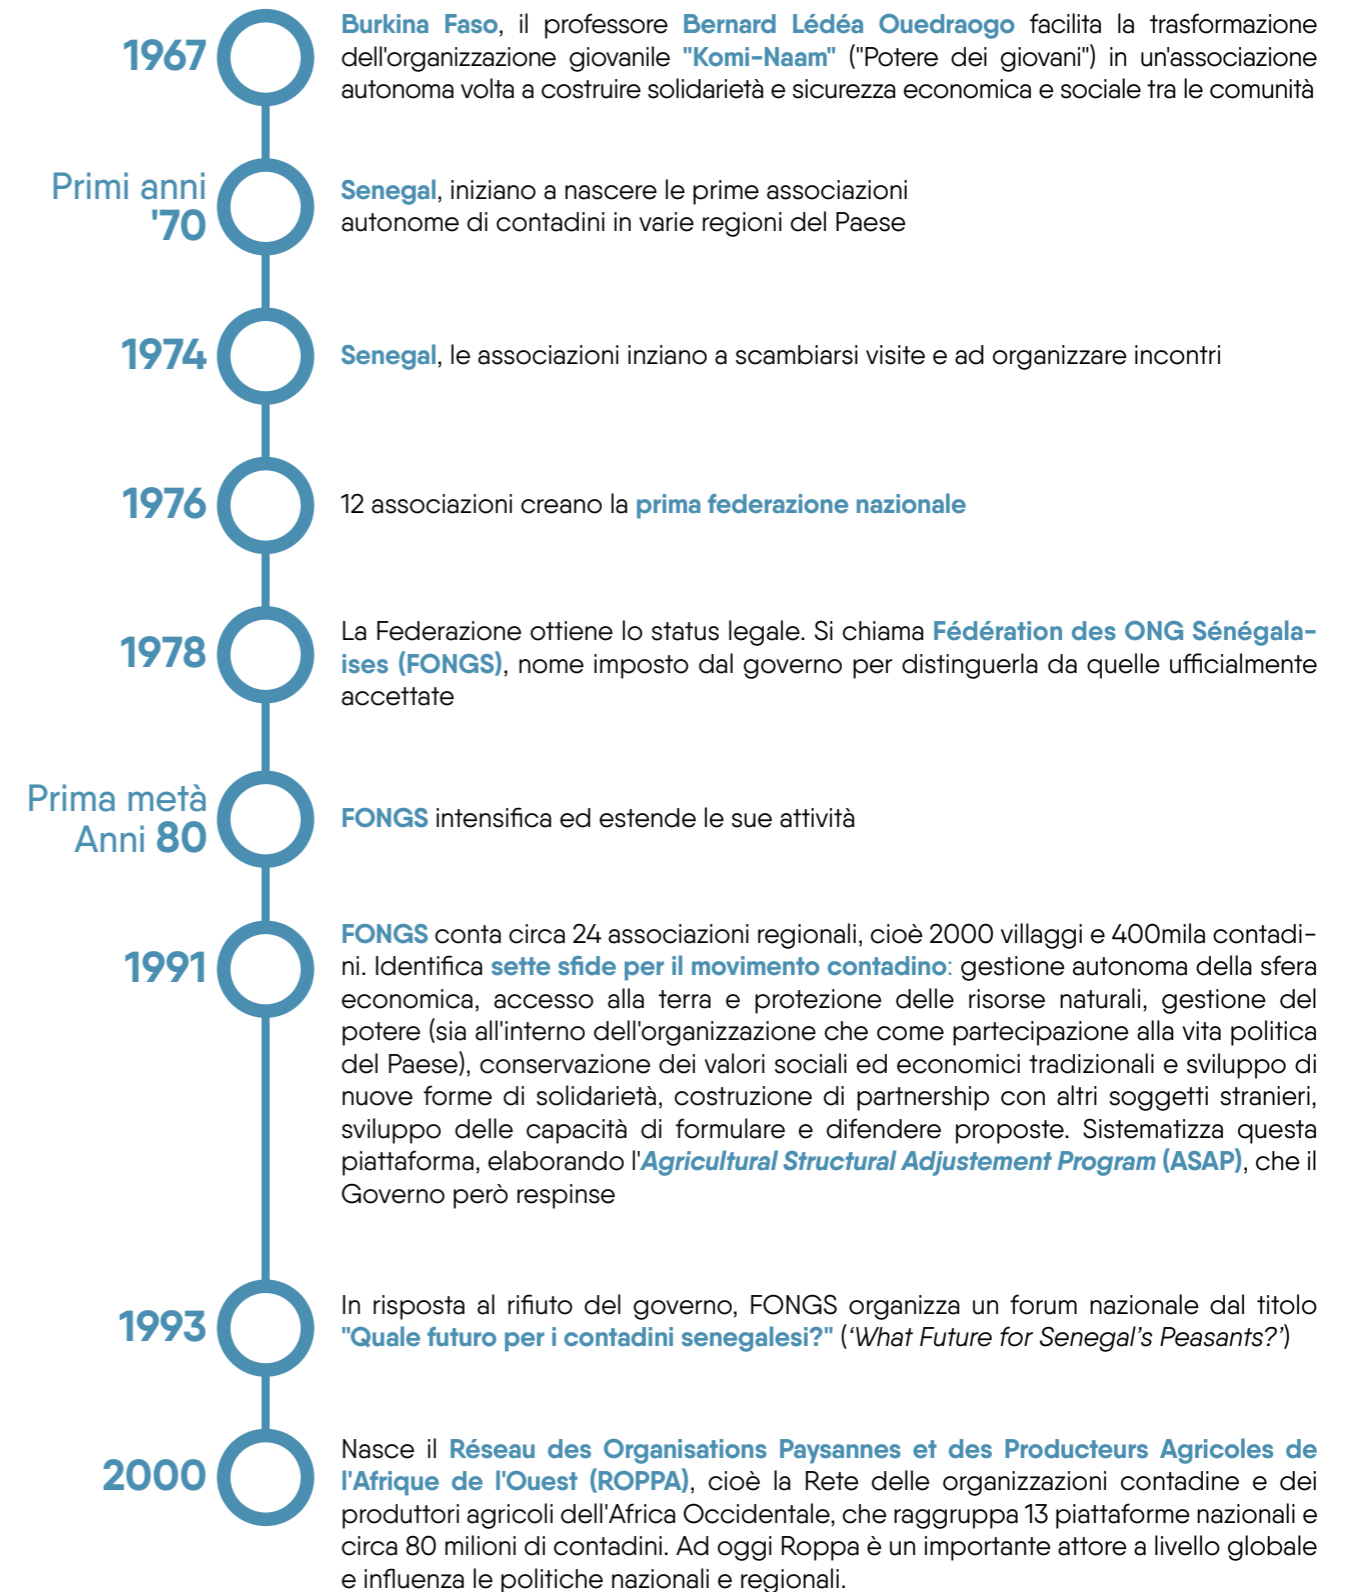 1967
Burkina Faso, il professore Bernard Lédéa Ouedraogo facilita la trasformazione
dell'organizzazione giovanile "Komi-Naam" ("Potere dei giovani") in un'associazione
autonoma volta a costruire solidarietà e sicurezza economica e sociale tra le comunità
Primi anni
'70
Senegal, iniziano a nascere le prime associazioni
autonome di contadini in varie regioni del Paese
1974
Senegal, le associazioni inziano a scambiarsi visite e ad organizzare incontri
1976
12 associazioni creano la prima federazione nazionale
1978
La Federazione ottiene lo status legale. Si chiama Fédération des ONG Sénégala-
ises (FONGS), nome imposto dal governo per distinguerla da quelle ufficialmente
accettate
Prima metà
Anni 80
FONGS intensifica ed estende le sue attività
1991
FONGS conta circa 24 associazioni regionali, cioè 2000 villaggi e 400mila contadi-
ni. Identifica sette sfide per il movimento contadino: gestione autonoma della sfera
economica, accesso alla terra e protezione delle risorse naturali, gestione del
potere (sia all'interno dell'organizzazione che come partecipazione alla vita politica
del Paese), conservazione dei valori sociali ed economici tradizionali e sviluppo di
nuove forme di solidarietà, costruzione di partnership con altri soggetti stranieri,
sviluppo delle capacità di formulare e difendere proposte. Sistematizza questa
piattaforma, elaborando l'Agricultural Structural Adjustement Program (ASAP), che il
Governo però respinse
1993
In risposta al rifiuto del governo, FONGS organizza un forum nazionale dal titolo
"Quale futuro per i contadini senegalesi?" (‘What Future for Senegal’s Peasants?’)
2000
Nasce il Réseau des Organisations Paysannes et des Producteurs Agricoles de
l'Afrique de l'Ouest (ROPPA), cioè la Rete delle organizzazioni contadine e dei
produttori agricoli dell'Africa Occidentale, che raggruppa 13 piattaforme nazionali e
circa 80 milioni di contadini. Ad oggi Roppa è un importante attore a livello globale
e influenza le politiche nazionali e regionali.